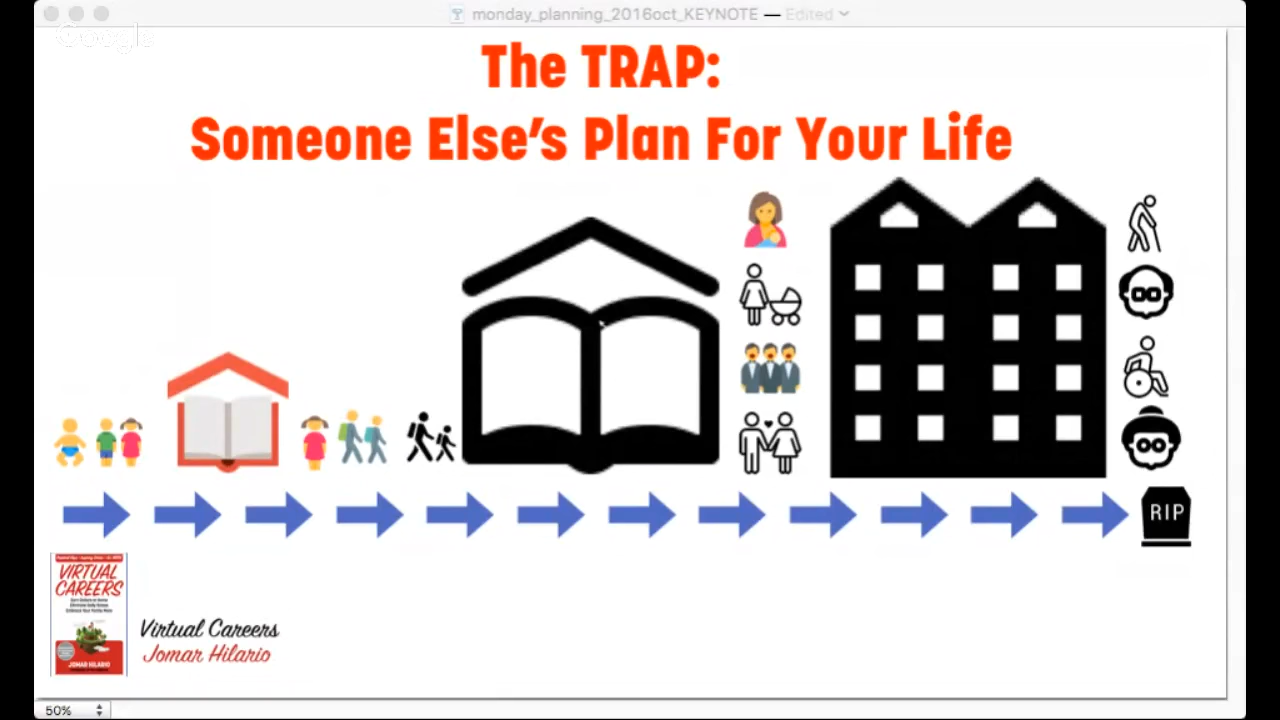 monday_planning_2016oct_KEYNOTE — Edited
Google
The TRAP:
Someone Else's Plan For Your Life
RIP
VIRTUAL
CAREERS
JOMAR HILARIO
Virtual Careers
Jomar Hilario
50%